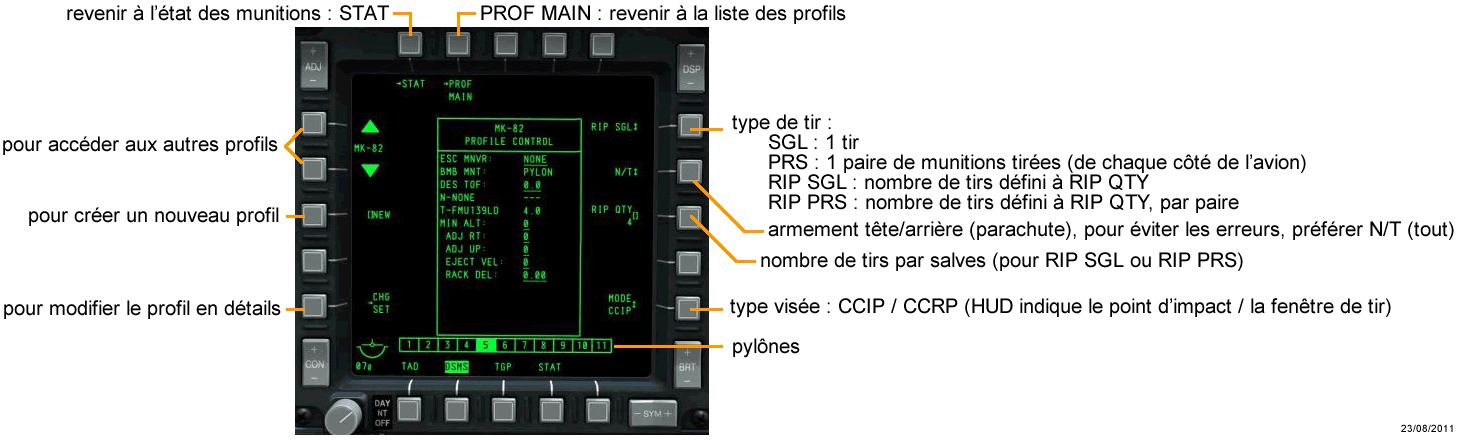 revenir à l'état des munitions : STAT
PROF MAIN : revenir à la liste des profils
+ ADJ -
+ DSP -
→STAT →PROF
MAIN
pour accéder aux autres profils
MK-82
pour créer un nouveau profil
[]NEW
pour modifier le profil en détails
→CHG
SET
MK-82
PROFILE CONTROL
ESC MNVR: NONE
BMB MNT: PYLON
DES TOF: 0.0
N-NONE ---
T-FMU139LD 4.0
MIN ALT: 0
ADJ RT: 0
ADJ UP: 0
EJECT VEL: 0
RACK DEL: 0.00
RIP SGL↕
N/T↕
RIP QTY []
4
MODE
CCIP↕
type de tir :
SGL : 1 tir
PRS : 1 paire de munitions tirées (de chaque côté de l'avion)
RIP SGL : nombre de tirs défini à RIP QTY
RIP PRS : nombre de tirs défini à RIP QTY, par paire
armement tête/arrière (parachute), pour éviter les erreurs, préférer N/T (tout)
nombre de tirs par salves (pour RIP SGL ou RIP PRS)
type visée : CCIP / CCRP (HUD indique le point d'impact / la fenêtre de tir)
1 2 3 4 5 6 7 8 9 10 11
pylônes
+ CON -
+ BRT -
TAD DSMS TGP STAT
DAY
NT
OFF
- SYM +
23/08/2011